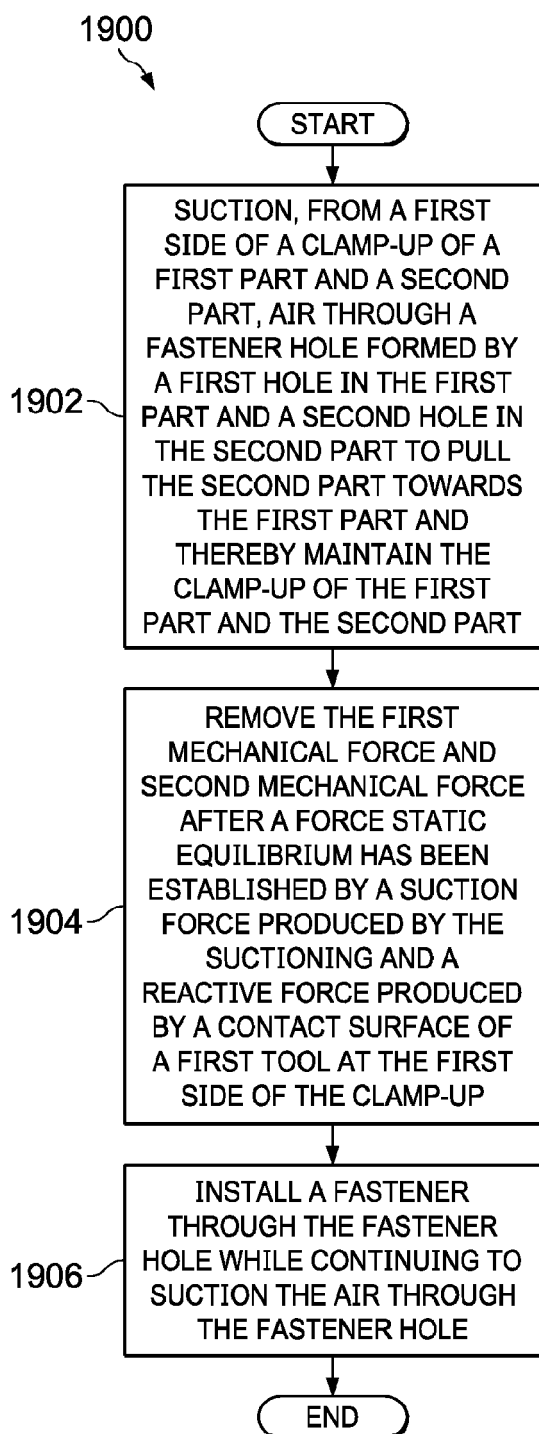 1900
START
SUCTION, FROM A FIRST
SIDE OF A CLAMP-UP OF A
FIRST PART AND A SECOND
PART, AIR THROUGH A
FASTENER HOLE FORMED BY
A FIRST HOLE IN THE FIRST
PART AND A SECOND HOLE IN
THE SECOND PART TO PULL
THE SECOND PART TOWARDS
THE FIRST PART AND
THEREBY MAINTAIN THE
CLAMP-UP OF THE FIRST
PART AND THE SECOND PART
1902
REMOVE THE FIRST
MECHANICAL FORCE AND
SECOND MECHANICAL FORCE
AFTER A FORCE STATIC
EQUILIBRIUM HAS BEEN
ESTABLISHED BY A SUCTION
FORCE PRODUCED BY THE
SUCTIONING AND A
REACTIVE FORCE PRODUCED
BY A CONTACT SURFACE OF
A FIRST TOOL AT THE FIRST
SIDE OF THE CLAMP-UP
1904
INSTALL A FASTENER
THROUGH THE FASTENER
HOLE WHILE CONTINUING TO
SUCTION THE AIR THROUGH
THE FASTENER HOLE
1906
END